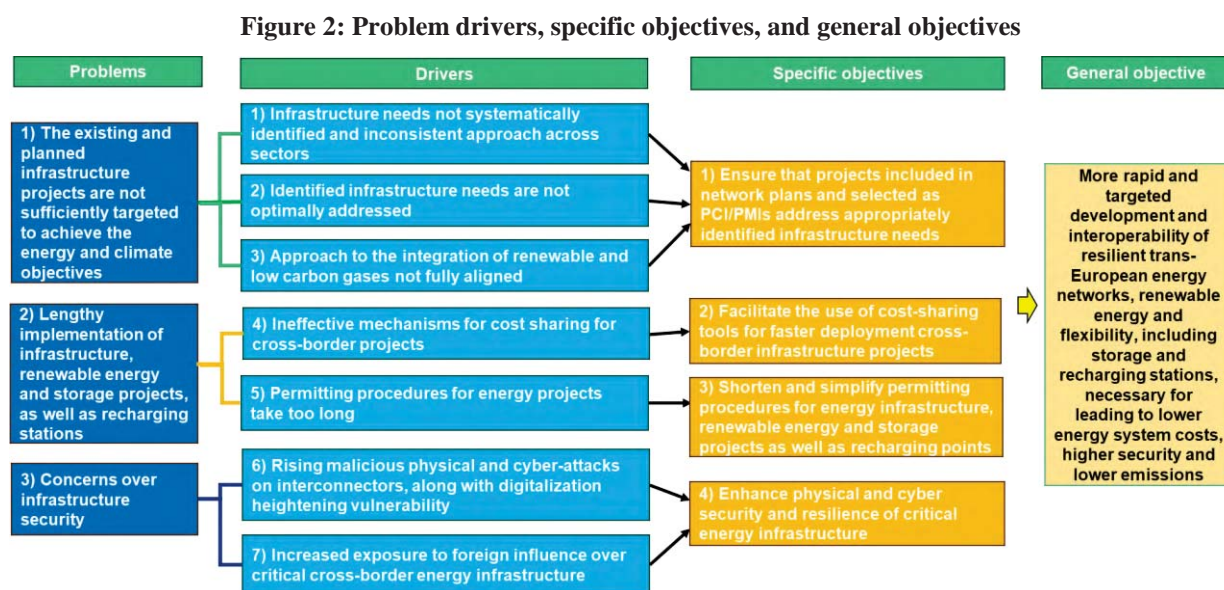 Figure 2: Problem drivers, specific objectives, and general objectives
Problems
Drivers
Specific objectives
General objective
1) The existing and
planned
infrastructure
projects are not
sufficiently targeted
to achieve the
energy and climate
objectives
2) Lengthy
implementation of
infrastructure,
renewable energy
and storage projects,
as well as recharging
stations
3) Concerns over
infrastructure
security
1) Infrastructure needs not systematically
identified and inconsistent approach across
sectors
2) Identified infrastructure needs are not
optimally addressed
3) Approach to the integration of renewable and
low carbon gases not fully aligned
4) Ineffective mechanisms for cost sharing for
cross-border projects
5) Permitting procedures for energy projects
take too long
6) Rising malicious physical and cyber-attacks
on interconnectors, along with digitalization
heightening vulnerability
7) Increased exposure to foreign influence over
critical cross-border energy infrastructure
1) Ensure that projects included in
network plans and selected as
PCI/PMIs address appropriately
identified infrastructure needs
2) Facilitate the use of cost-sharing
tools for faster deployment cross-
border infrastructure projects
3) Shorten and simplify permitting
procedures for energy infrastructure,
renewable energy and storage
projects as well as recharging points
4) Enhance physical and cyber
security and resilience of critical
energy infrastructure
More rapid and
targeted
development and
interoperability of
resilient trans-
European energy
networks, renewable
energy and
flexibility, including
storage and
recharging stations,
necessary for
leading to lower
energy system costs,
higher security and
lower emissions